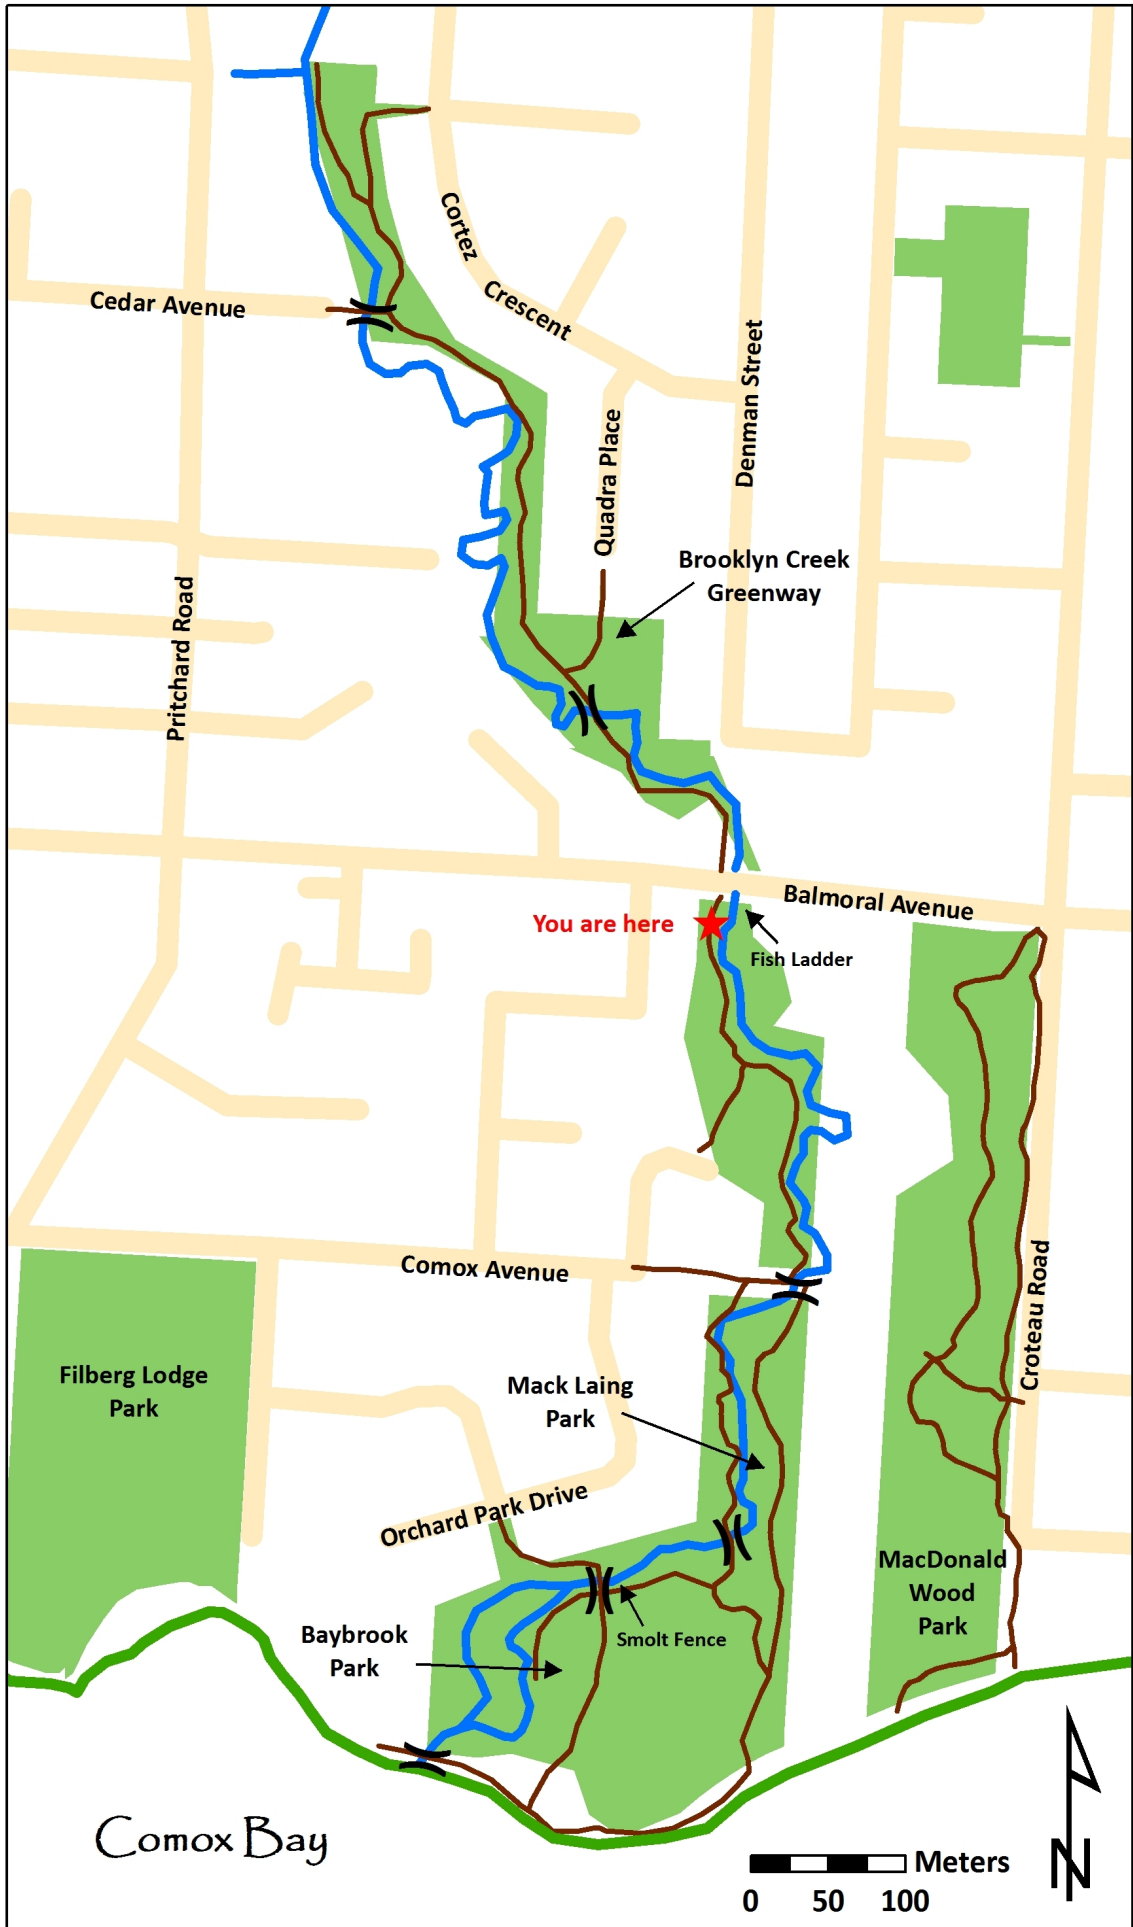 Cortez
Crescent
Cedar Avenue
Denman Street
Quadra Place
Brooklyn Creek
Greenway
Pritchard Road
Balmoral Avenue
You are here
Fish Ladder
Comox Avenue
Croteau Road
Filberg Lodge
Park
Mack Laing
Park
Orchard Park Drive
MacDonald
Wood
Park
Smolt Fence
Baybrook
Park
Comox Bay
N
Meters
0 50 100